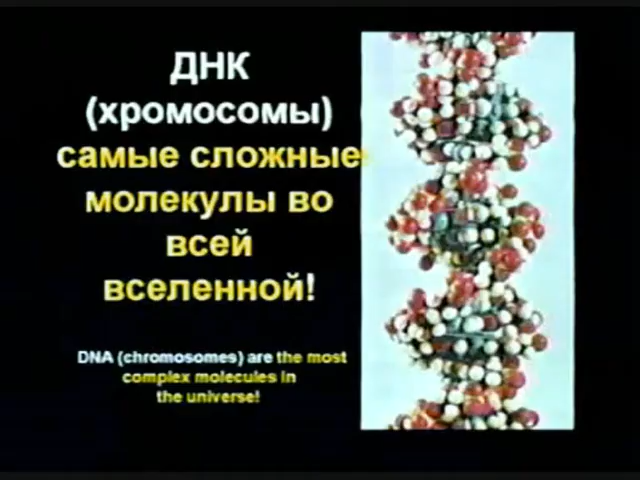 ДНК
(хромосомы)
самые сложные
молекулы во
всей
вселенной!
DNA (chromosomes) are the most
complex molecules in
the universe!